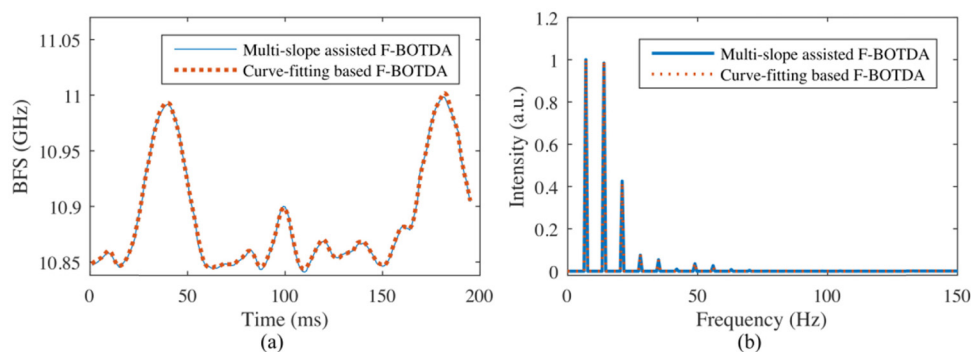 11.05
11
10.95
10.9
10.85
BFS (GHz)
Multi-slope assisted F-BOTDA
Curve-fitting based F-BOTDA
0 50 100 150 200
Time (ms)
(a)
1.2
1
0.8
0.6
0.4
0.2
0
Intensity (a.u.)
Multi-slope assisted F-BOTDA
Curve-fitting based F-BOTDA
0 50 100 150
Frequency (Hz)
(b)